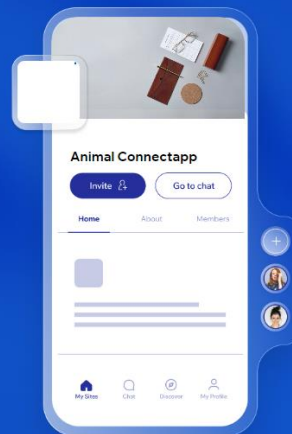 Animal Connectapp
Invite Go to chat
Home About Members
My Sites Chat Discover My Profile